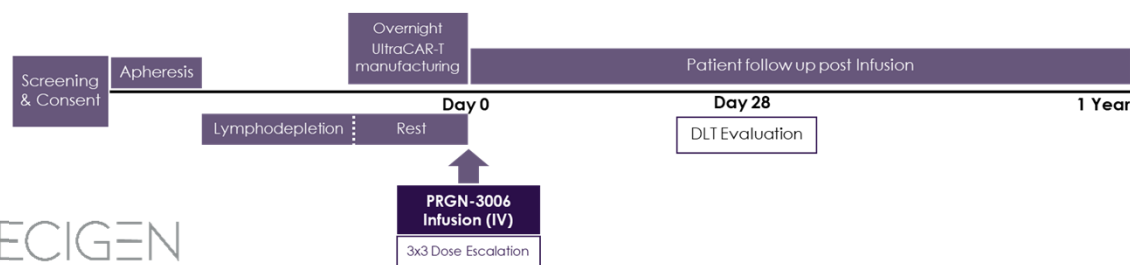 Overnight
UltraCAR-T
manufacturing
Screening
& Consent
Apheresis
Patient follow up post Infusion
Day 0
Day 28
1 Year
Lymphodepletion
Rest
DLT Evaluation
PRGN-3006
Infusion (IV)
3x3 Dose Escalation
ECIGEN